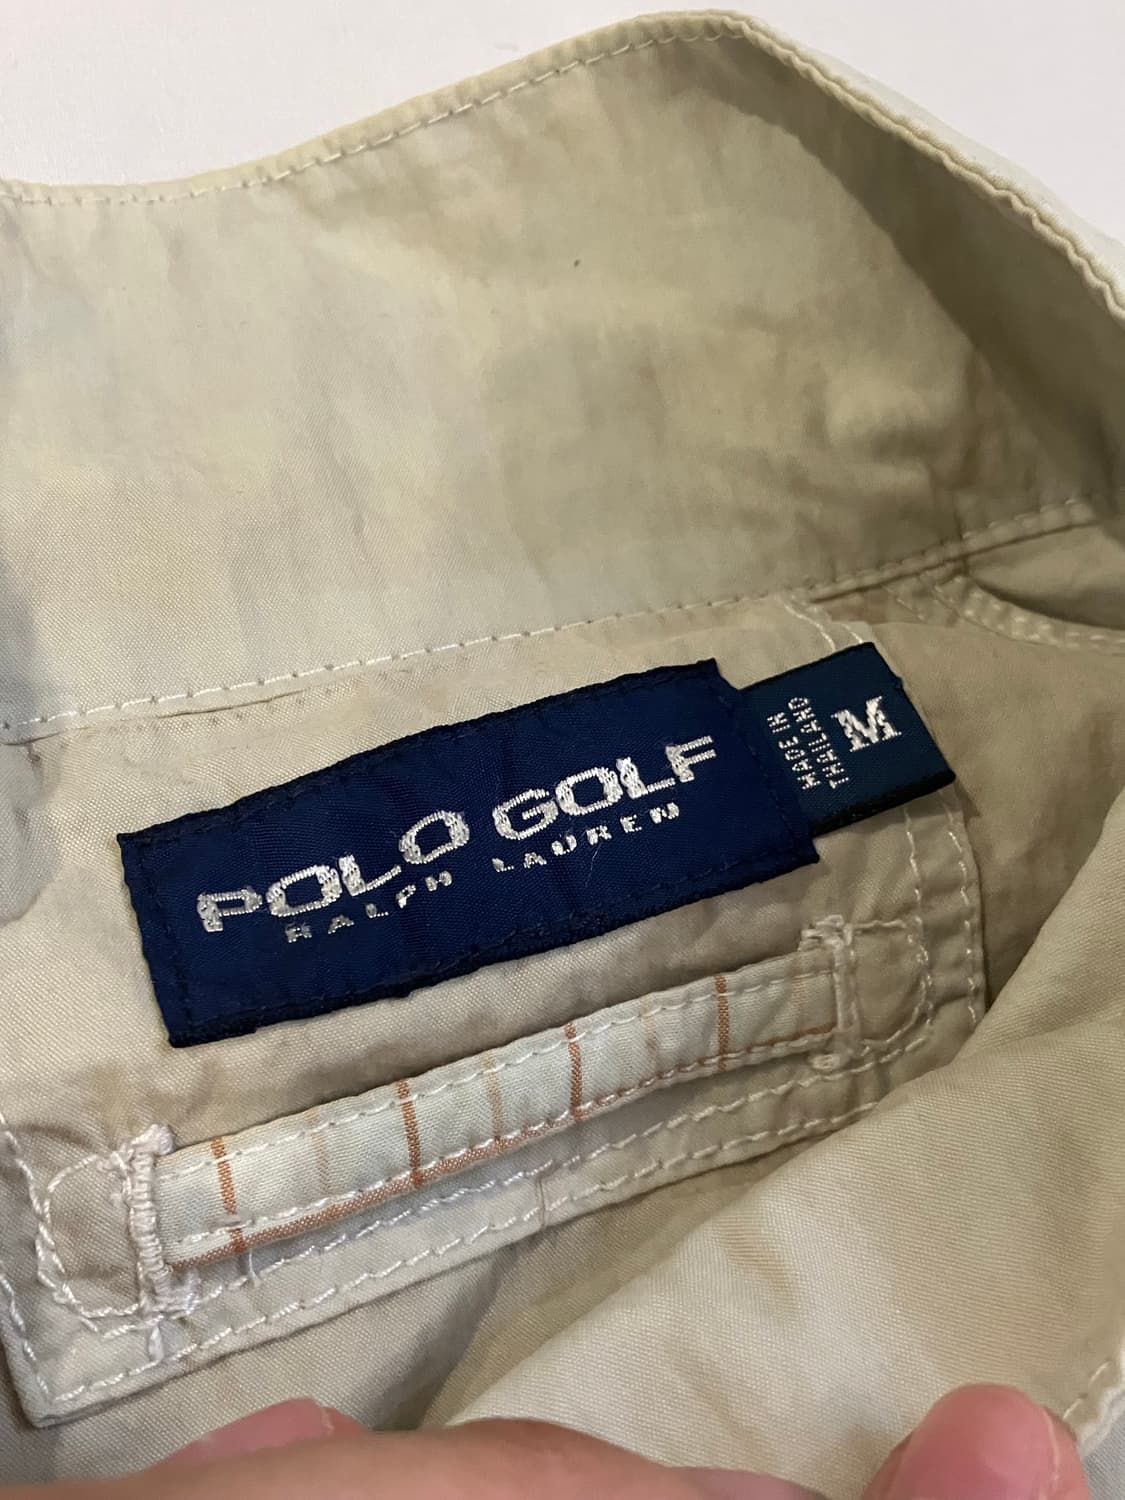 POLO GOLF
RALPH LAUREN
MADE IN
THAILAND
M